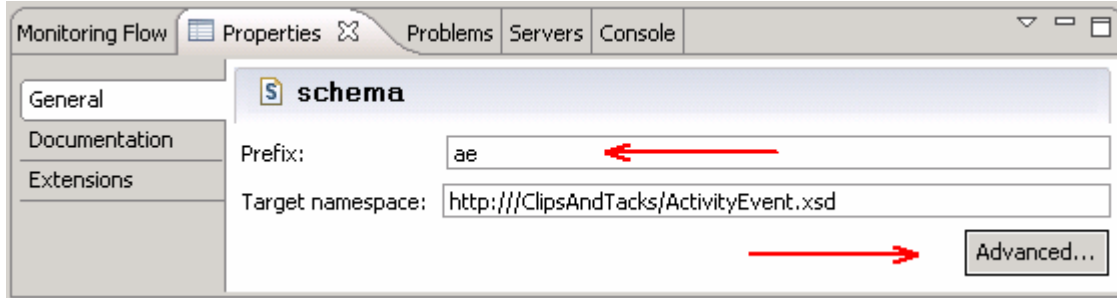 Monitoring Flow Properties Problems Servers Console
General
Documentation
Extensions
schema
Prefix: ae
Target namespace: http:///ClipsAndTacks/ActivityEvent.xsd
Advanced...